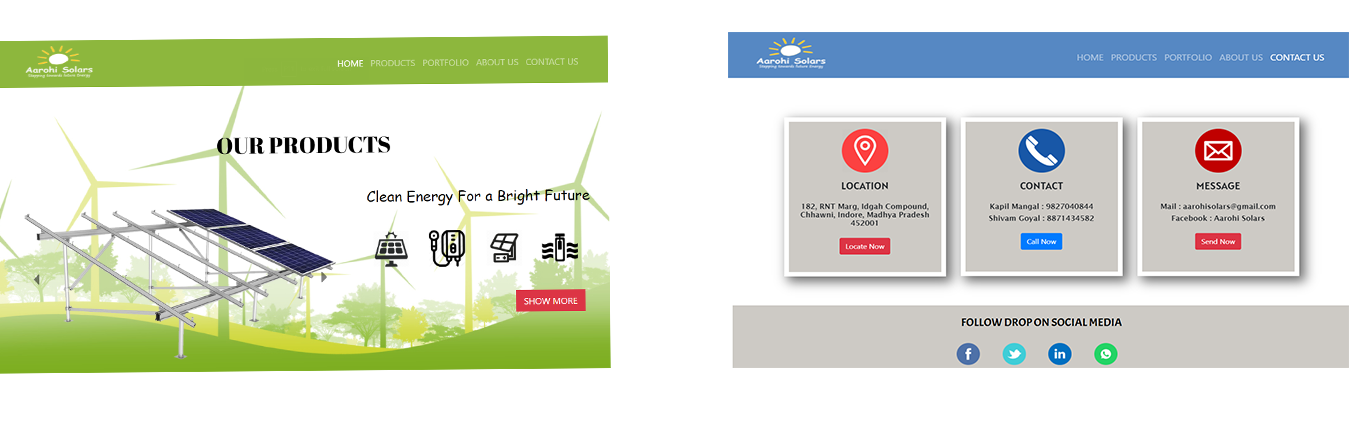 Aarohi Solars
Stepping towards future Energy
HOME PRODUCTS PORTFOLIO ABOUT US CONTACT US
OUR PRODUCTS
Clean Energy For a Bright Future
SHOW MORE
Aarohi Solars
Stepping towards future Energy
HOME PRODUCTS PORTFOLIO ABOUT US CONTACT US
LOCATION
182, RNT Marg, Idgah Compound,
Chhawni, Indore, Madhya Pradesh
452001
Locate Now
CONTACT
Kapil Mangal : 9827040844
Shivam Goyal : 8871434582
Call Now
MESSAGE
Mail : aarohisolars@gmail.com
Facebook : Aarohi Solars
Send Now
FOLLOW DROP ON SOCIAL MEDIA